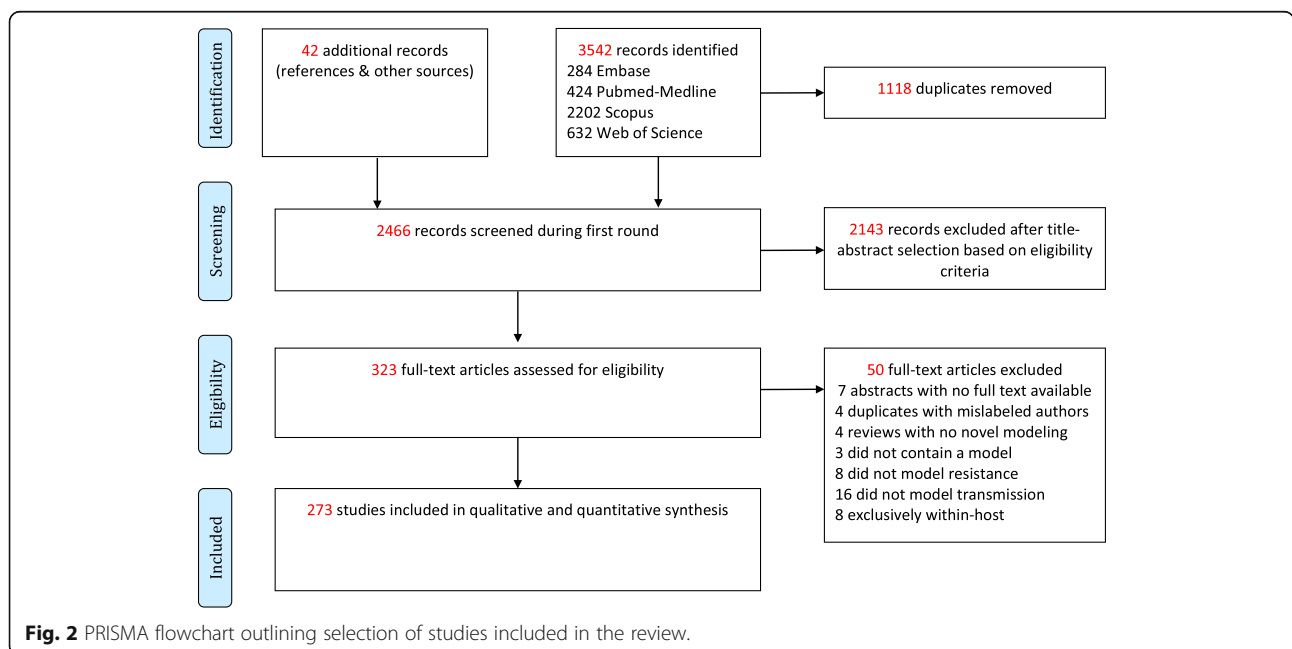 Identification
42 additional records
(references & other sources)
3542 records identified
284 Embase
424 Pubmed-Medline
2202 Scopus
632 Web of Science
1118 duplicates removed
Screening
2466 records screened during first round
2143 records excluded after title-
abstract selection based on eligibility
criteria
Eligibility
323 full-text articles assessed for eligibility
50 full-text articles excluded
7 abstracts with no full text available
4 duplicates with mislabeled authors
4 reviews with no novel modeling
3 did not contain a model
8 did not model resistance
16 did not model transmission
8 exclusively within-host
Included
273 studies included in qualitative and quantitative synthesis
Fig. 2 PRISMA flowchart outlining selection of studies included in the review.